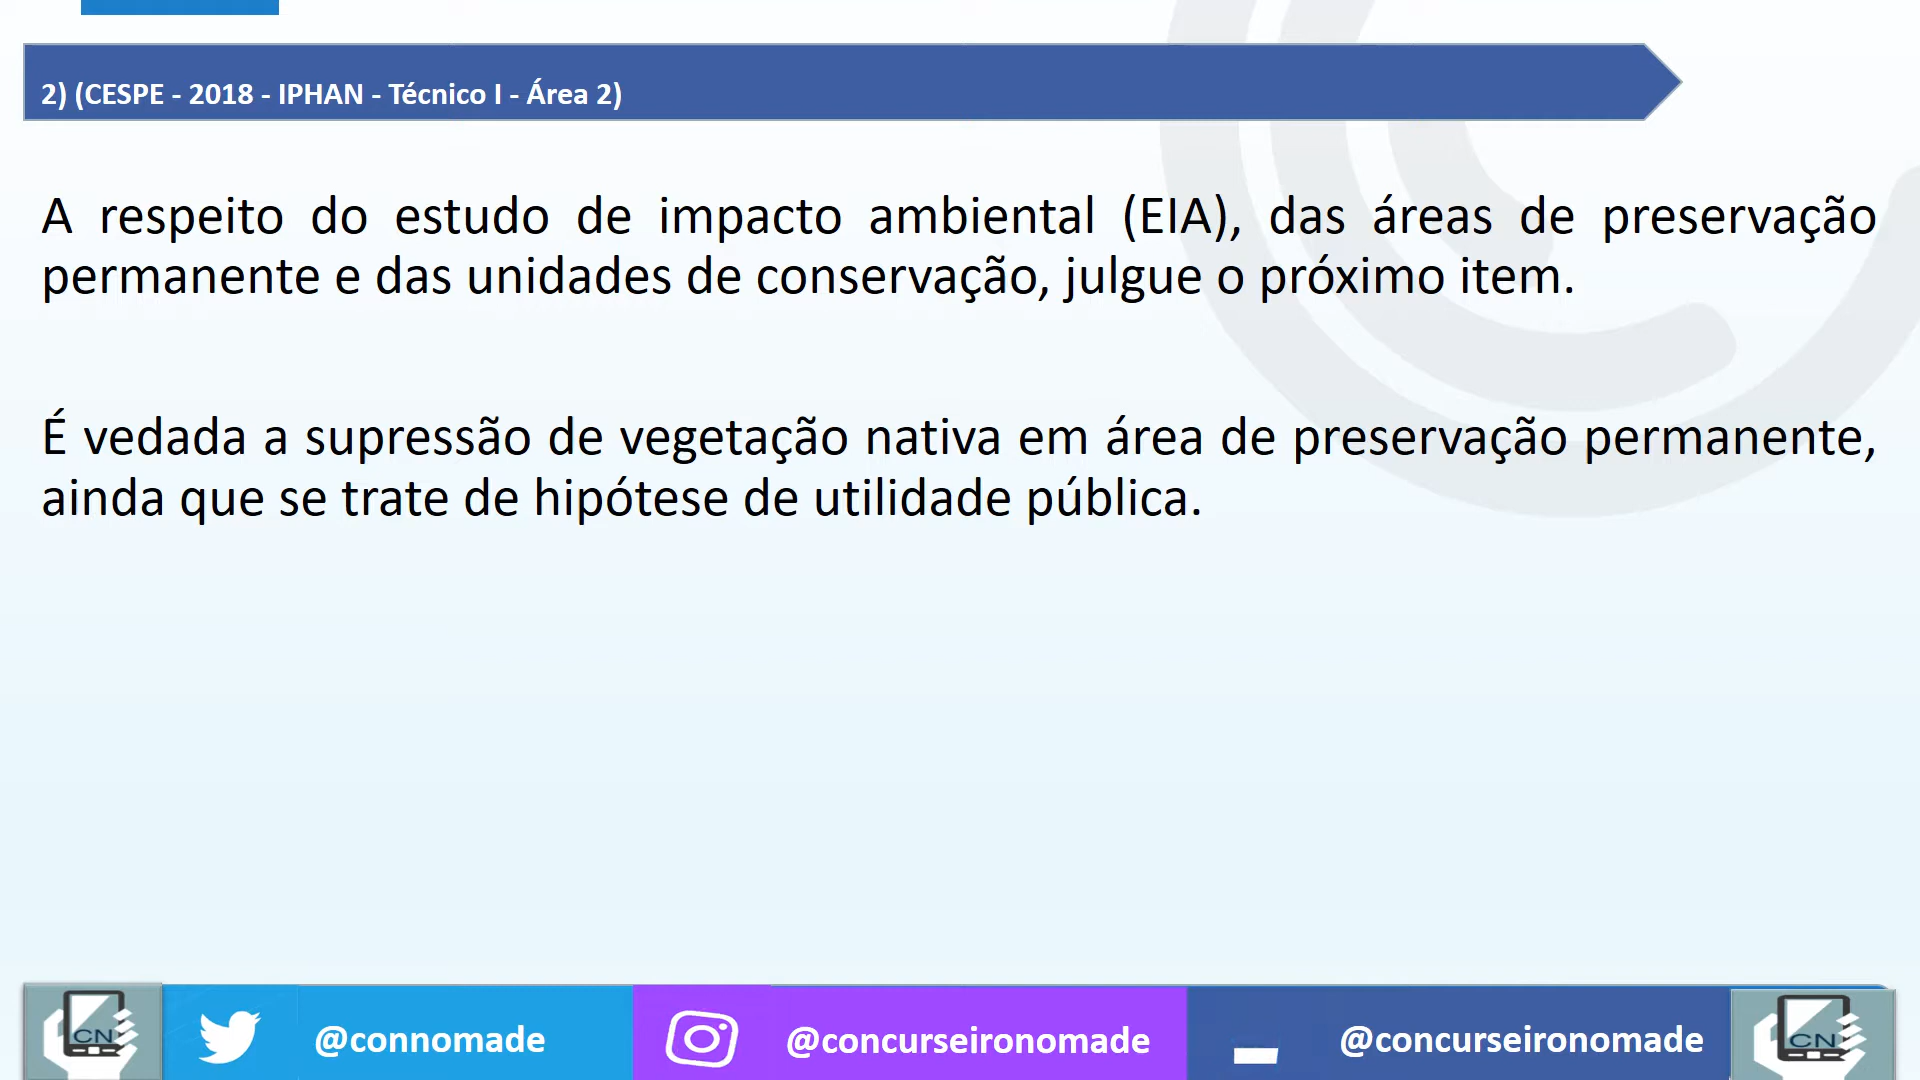 2) (CESPE - 2018 - IPHAN - Técnico I - Área 2)
A respeito do estudo de impacto ambiental (EIA), das áreas de preservação
permanente e das unidades de conservação, julgue o próximo item.
É vedada a supressão de vegetação nativa em área de preservação permanente,
ainda que se trate de hipótese de utilidade pública.
CN @connomade @concurseironomade @concurseironomade CN